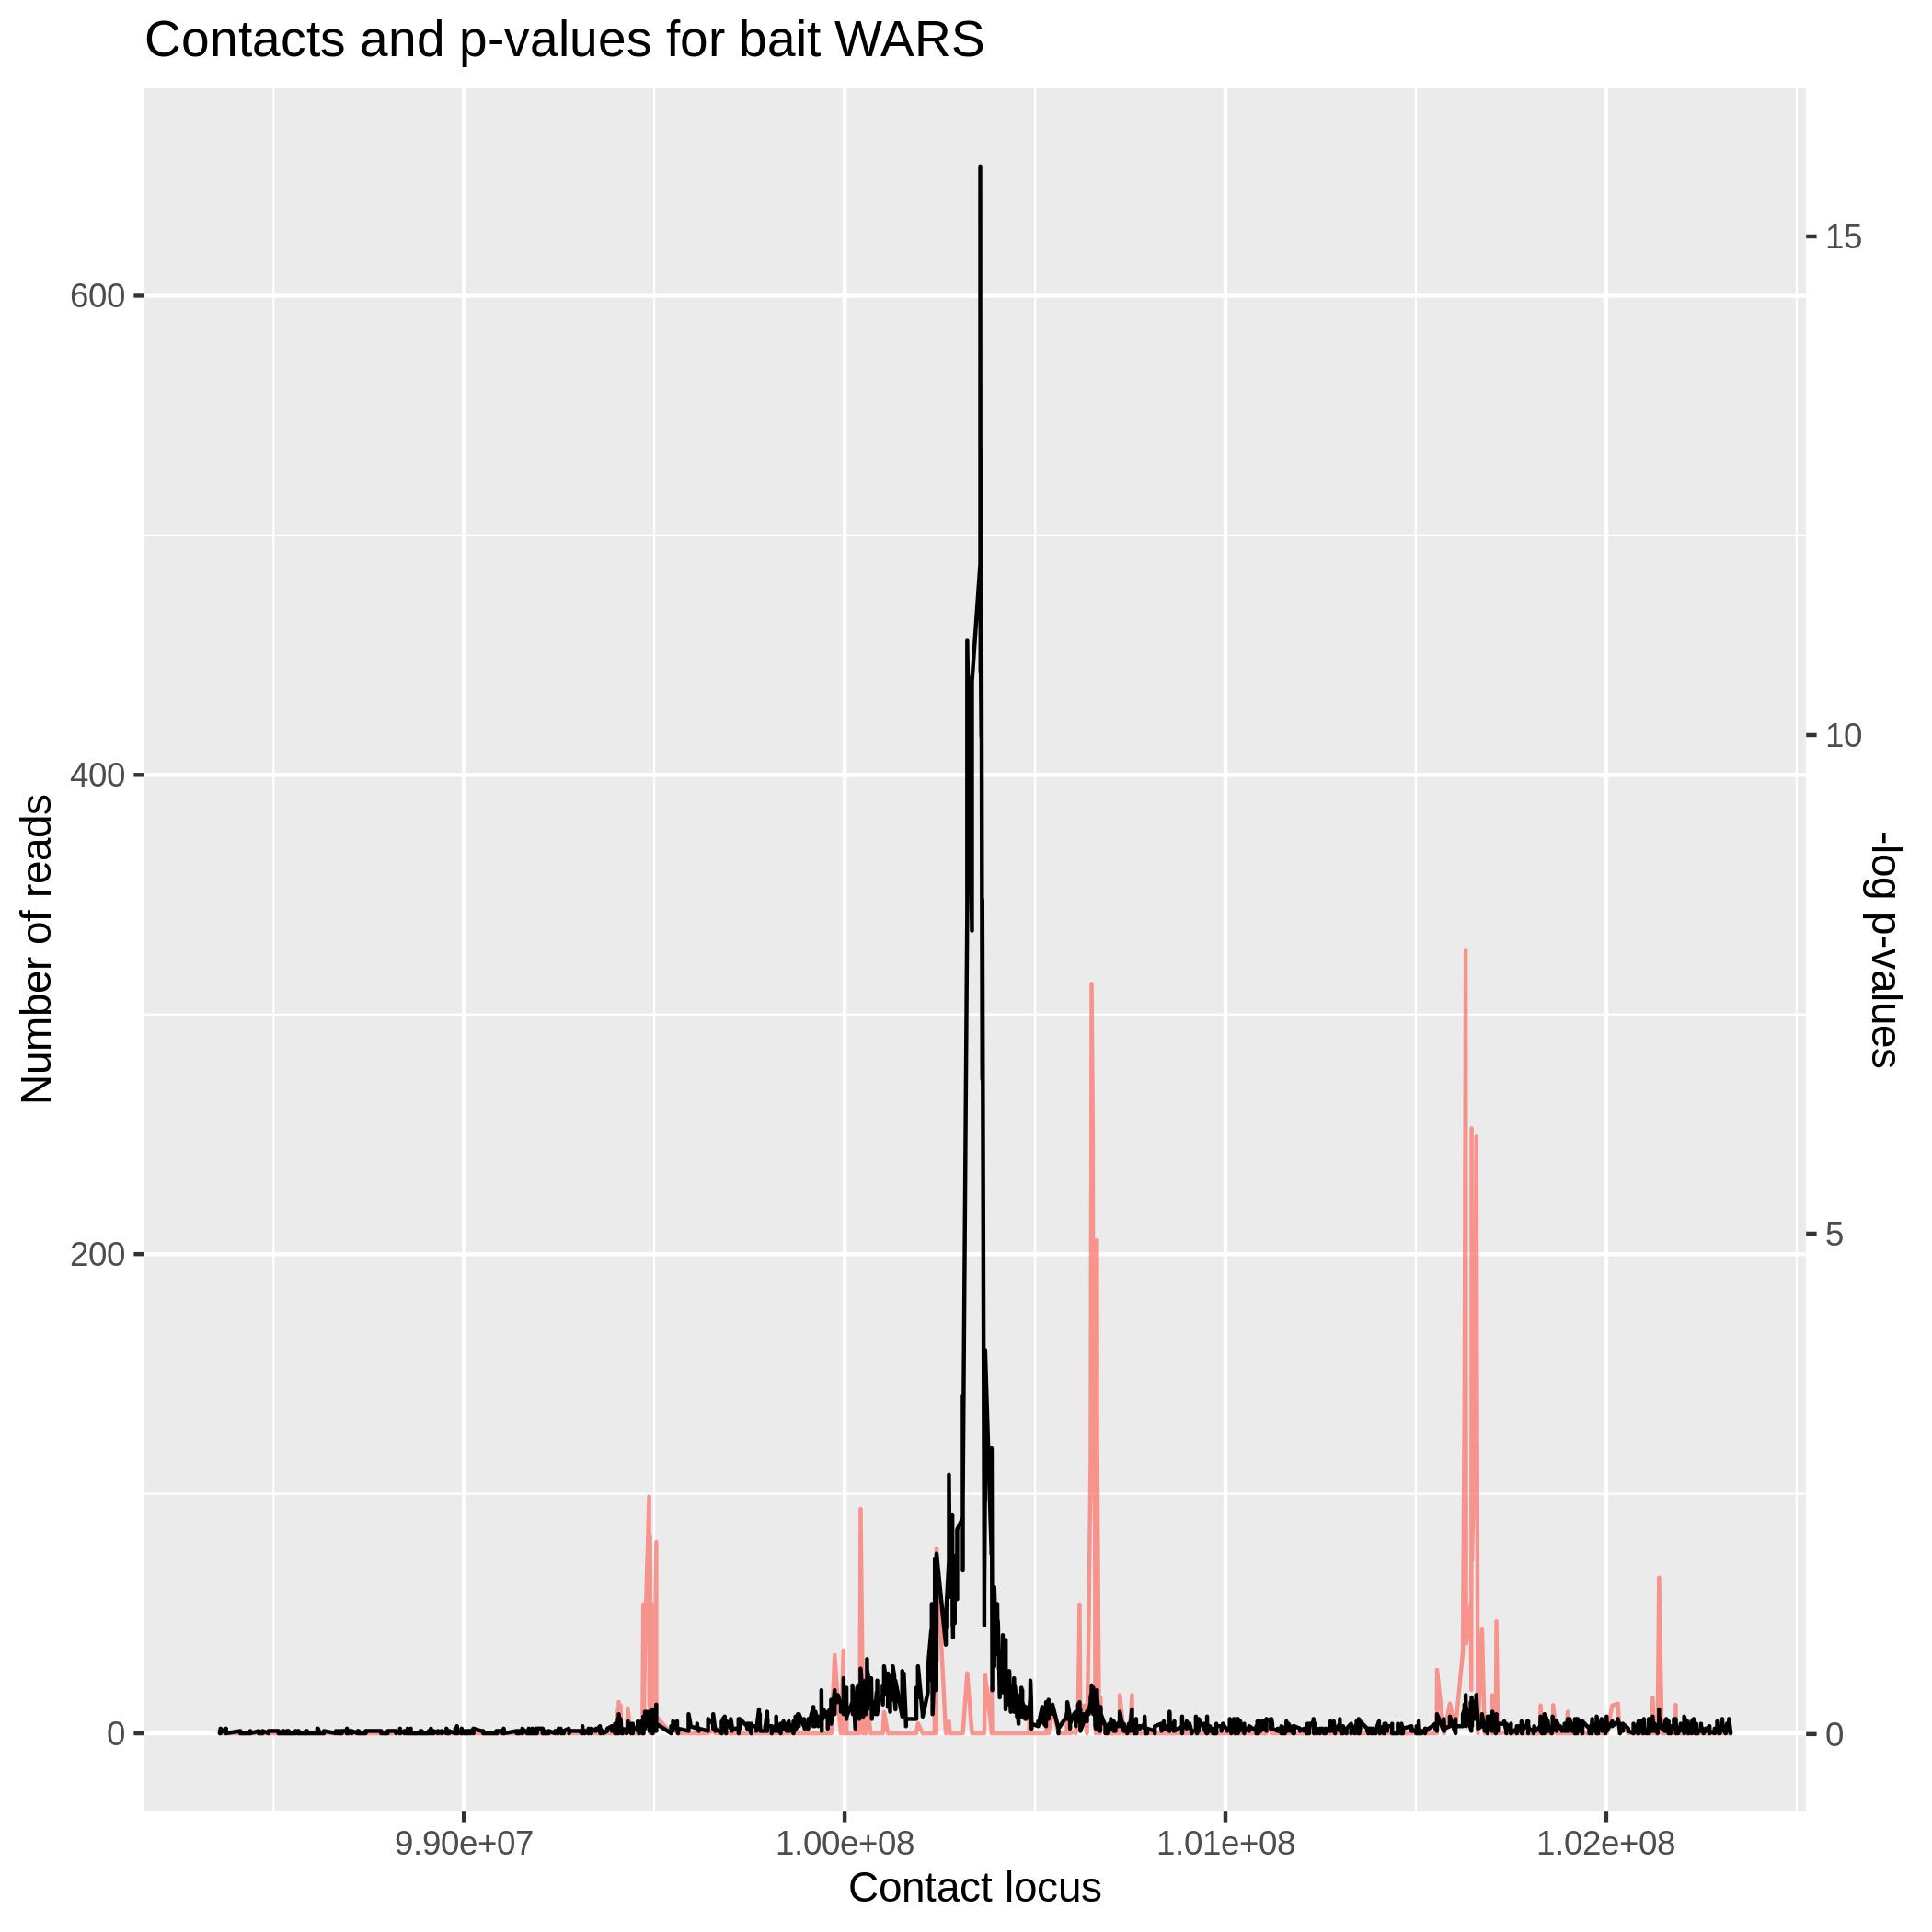 Contacts and p-values for bait WARS
600
400
200
0
Number of reads
15
10
5
0
-log p-values
9.90e+07
1.00e+08
1.01e+08
1.02e+08
Contact locus